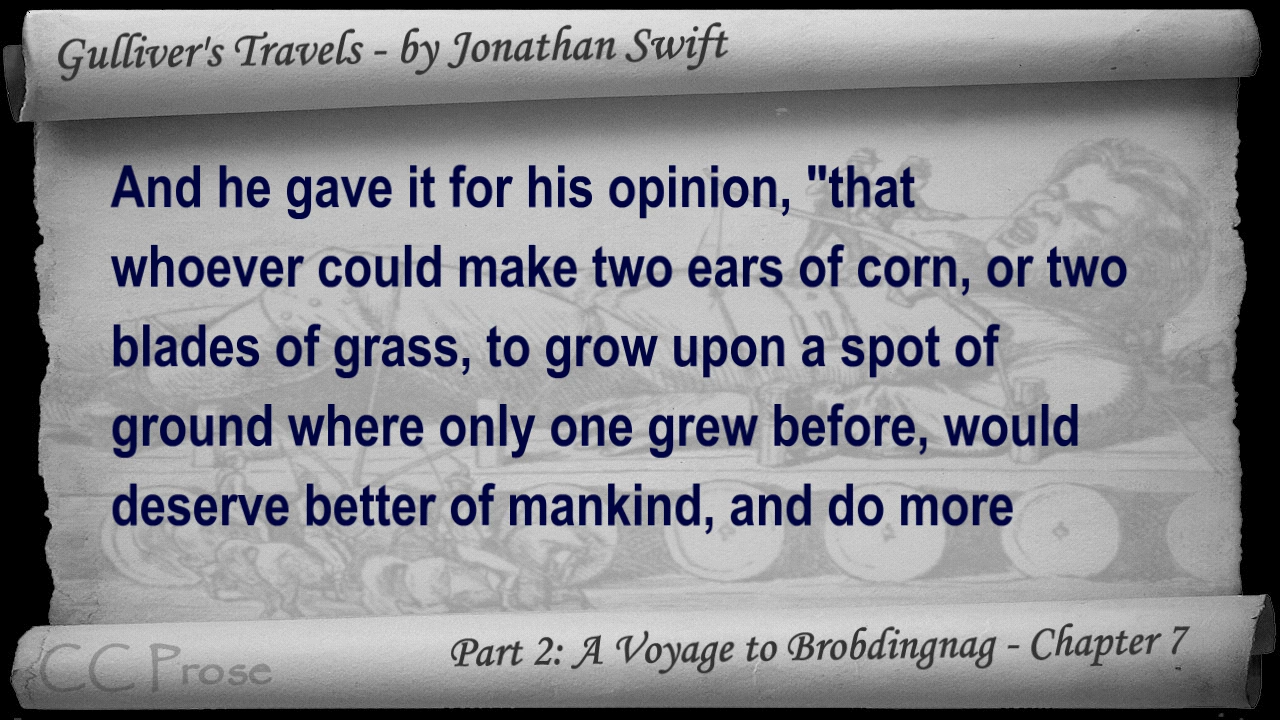 Gulliver's Travels - by Jonathan Swift
And he gave it for his opinion, "that
whoever could make two ears of corn, or two
blades of grass, to grow upon a spot of
ground where only one grew before, would
deserve better of mankind, and do more
Part 2: A Voyage to Brobdingnag - Chapter 7
CC Prose